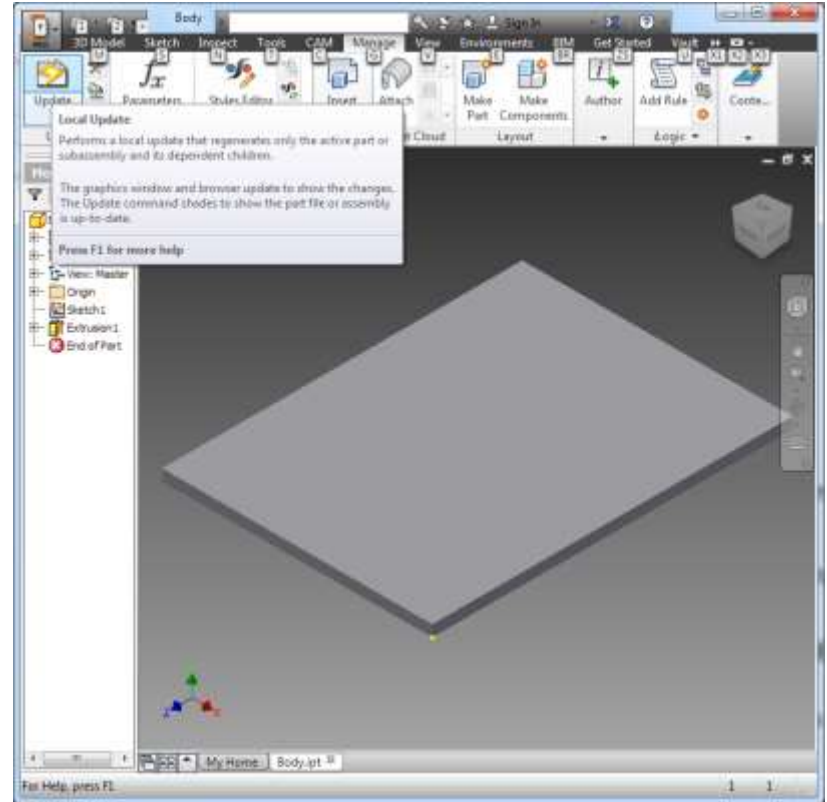 Body
Sign In
3D Model Sketch Inspect Tools CAM Manage View Environments BIM Get Started Vault
Update Parameters Styles Editor Insert Attach Make Part Make Components Author Add Rule Conte...
Cloud Layout iLogic
Local Update
Performs a local update that regenerates only the active part or
subassembly and its dependent children.
The graphics window and browser update to show the changes.
The Update command shades to show the part file or assembly
is up-to-date.
Press F1 for more help
View: Master
Origin
Sketch1
Extrusion1
End of Part
My Home Body.ipt
For Help, press F1 1 1